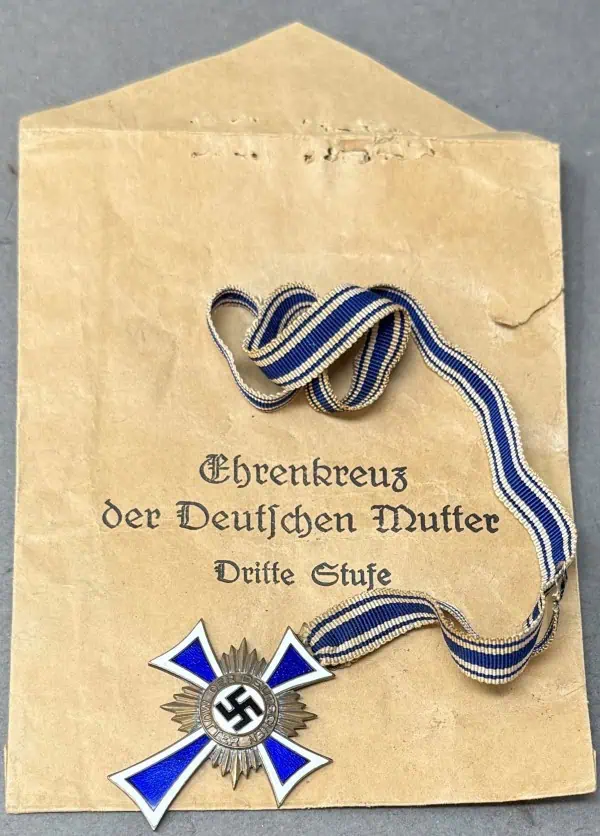 Ehrenkreuz
der Deutschen Mutter
Dritte Stufe